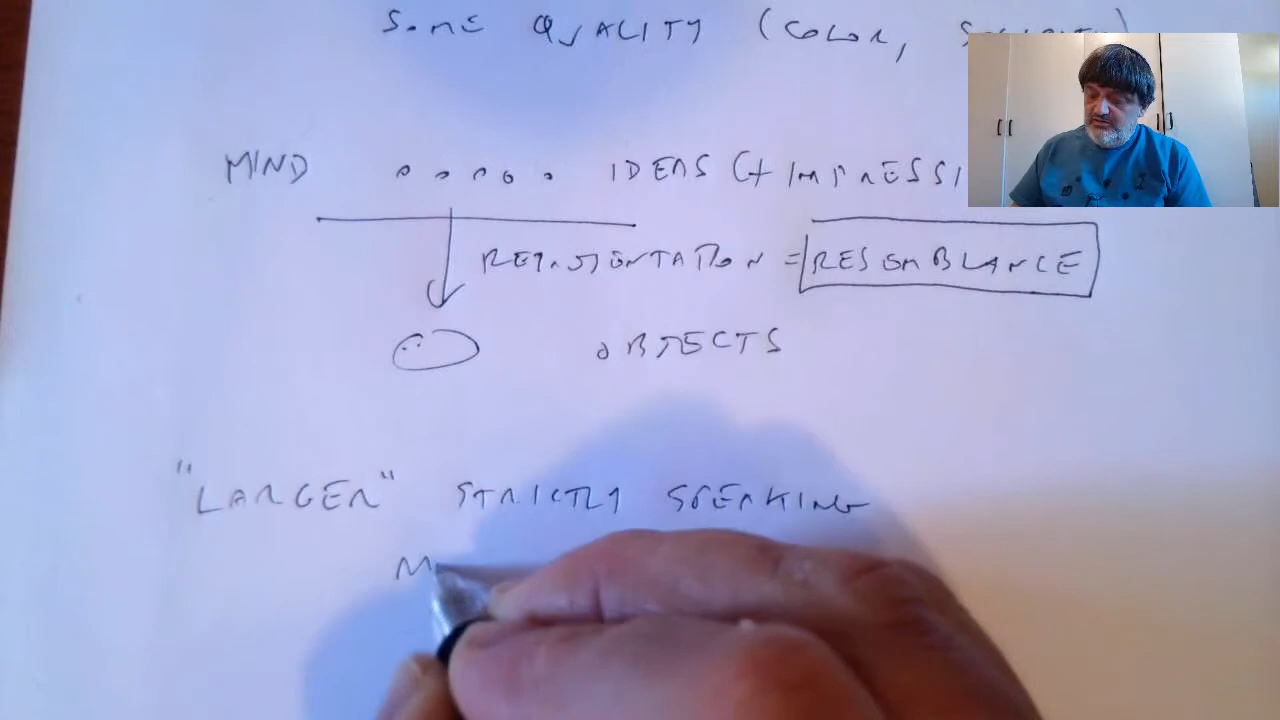 SOME QUALITY (COLOR,
MIND IDEAS (+ IMPRESSI
REPRESENTATION = RESEMBLANCE
OBJECTS
"LARGER" STRICTLY SPEAKING
M